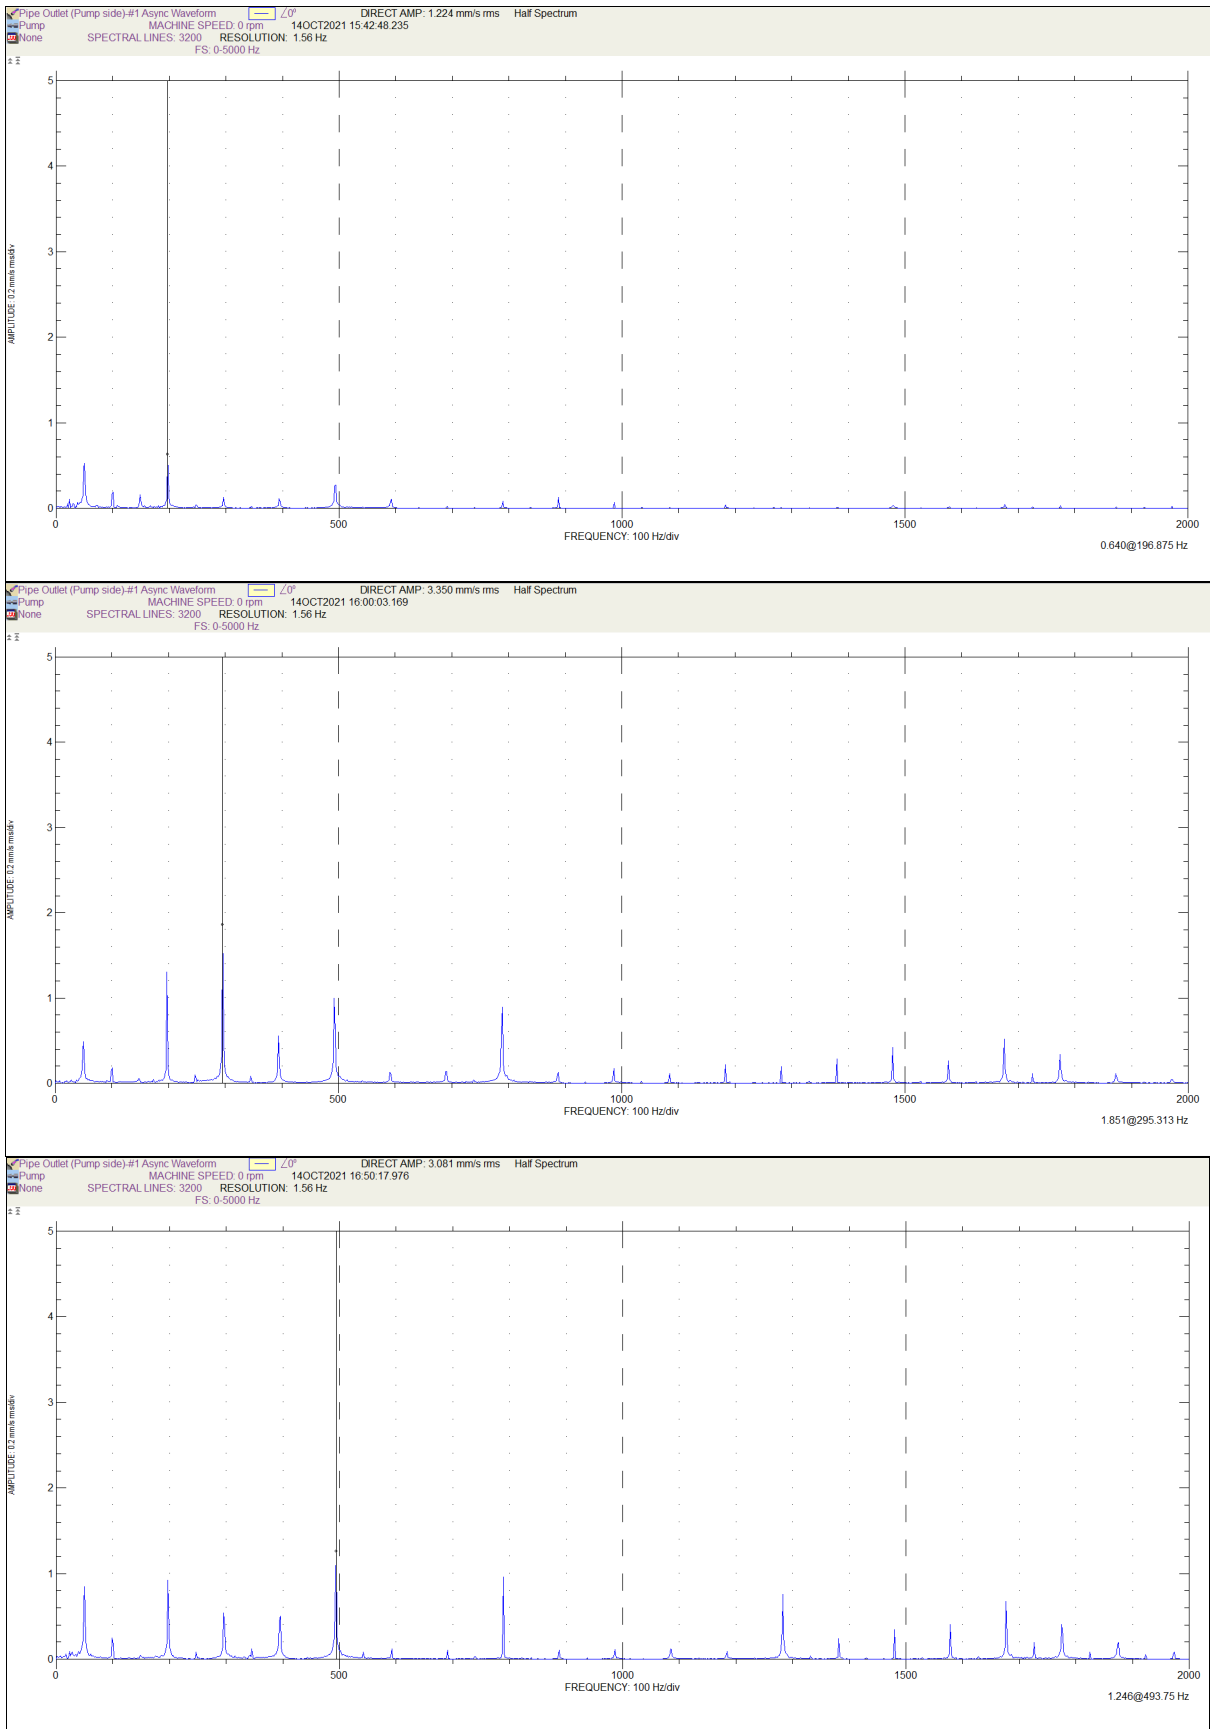 Pipe Outlet (Pump side)-#1 Async Waveform ∠0° DIRECT AMP: 1.224 mm/s rms Half Spectrum
Pump MACHINE SPEED: 0 rpm 14OCT2021 15:42:48.235
None SPECTRAL LINES: 3200 RESOLUTION: 1.56 Hz
FS: 0-5000 Hz
5
4
3
2
1
0
AMPLITUDE: 0.2 mm/s rms/div
0 500 1000 1500 2000
FREQUENCY: 100 Hz/div
0.640@196.875 Hz
Pipe Outlet (Pump side)-#1 Async Waveform ∠0° DIRECT AMP: 3.350 mm/s rms Half Spectrum
Pump MACHINE SPEED: 0 rpm 14OCT2021 16:00:03.169
None SPECTRAL LINES: 3200 RESOLUTION: 1.56 Hz
FS: 0-5000 Hz
5
4
3
2
1
0
AMPLITUDE: 0.2 mm/s rms/div
0 500 1000 1500 2000
FREQUENCY: 100 Hz/div
1.851@295.313 Hz
Pipe Outlet (Pump side)-#1 Async Waveform ∠0° DIRECT AMP: 3.081 mm/s rms Half Spectrum
Pump MACHINE SPEED: 0 rpm 14OCT2021 16:50:17.976
None SPECTRAL LINES: 3200 RESOLUTION: 1.56 Hz
FS: 0-5000 Hz
5
4
3
2
1
0
AMPLITUDE: 0.2 mm/s rms/div
0 500 1000 1500 2000
FREQUENCY: 100 Hz/div
1.246@493.75 Hz